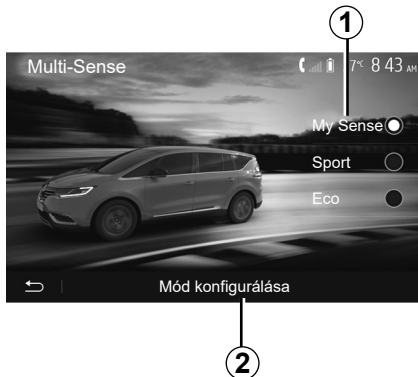 1
Multi-Sense 7°C 8 43 AM
My Sense
Sport
Eco
Mód konfigurálása
2